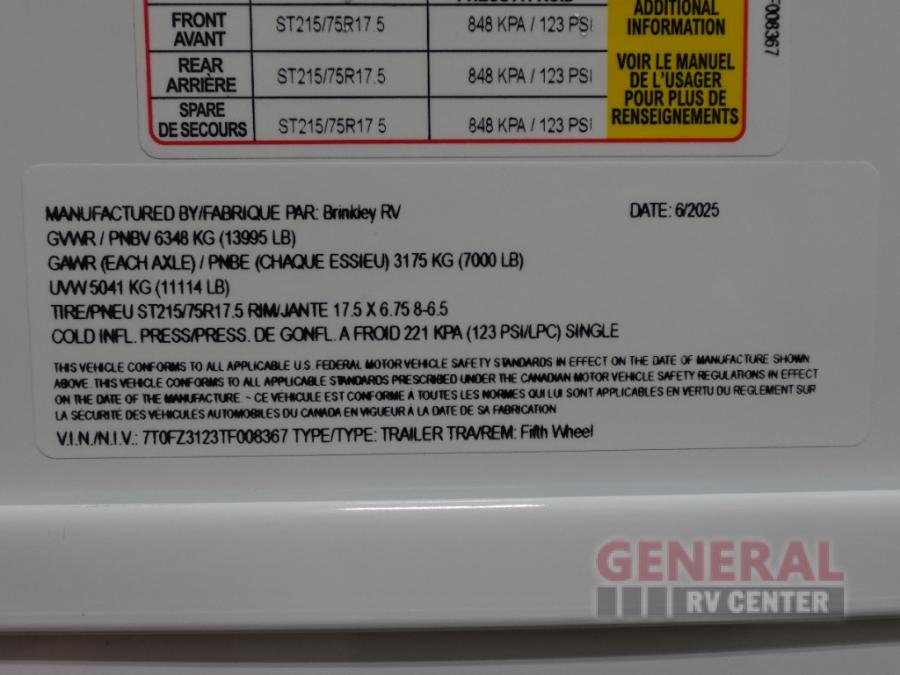 FRONT
AVANT
ST215/75R17.5
848 KPA / 123 PSI
REAR
ARRIÈRE
ST215/75R17.5
848 KPA / 123 PSI
SPARE
DE SECOURS
ST215/75R17 5
848 KPA / 123 PSI
ADDITIONAL
INFORMATION
VOIR LE MANUEL
DE L'USAGER
POUR PLUS DE
RENSEIGNEMENTS
F008367
MANUFACTURED BY/FABRIQUE PAR: Brinkley RV DATE: 6/2025
GVWR / PNBV 6348 KG (13995 LB)
GAWR (EACH AXLE) / PNBE (CHAQUE ESSIEU) 3175 KG (7000 LB)
UVW 5041 KG (11114 LB)
TIRE/PNEU ST215/75R17.5 RIM/JANTE 17.5 X 6.75 8-6.5
COLD INFL. PRESS/PRESS. DE GONFL. A FROID 221 KPA (123 PSI/LPC) SINGLE
THIS VEHICLE CONFORMS TO ALL APPLICABLE U.S. FEDERAL MOTOR VEHICLE SAFETY STANDARDS IN EFFECT ON THE DATE OF MANUFACTURE SHOWN
ABOVE. THIS VEHICLE CONFORMS TO ALL APPLICABLE STANDARDS PRESCRIBED UNDER THE CANADIAN MOTOR VEHICLE SAFETY REGULATIONS IN EFFECT
ON THE DATE OF THE MANUFACTURE ~ CE VÉHICULE EST CONFORME A TOUTES LES NORMES QUI LUI SONT APPLICABLES EN VERTU DU REGLEMENT SUR
LA SÉCURITÉ DES VÉHICULES AUTOMOBILES DU CANADA EN VIGUEUR À LA DATE DE SA FABRICATION
V.I.N./N.I.V.: 7T0FZ3123TF008367 TYPE/TYPE: TRAILER TRA/REM: Fifth Wheel
GENERAL
RV CENTER